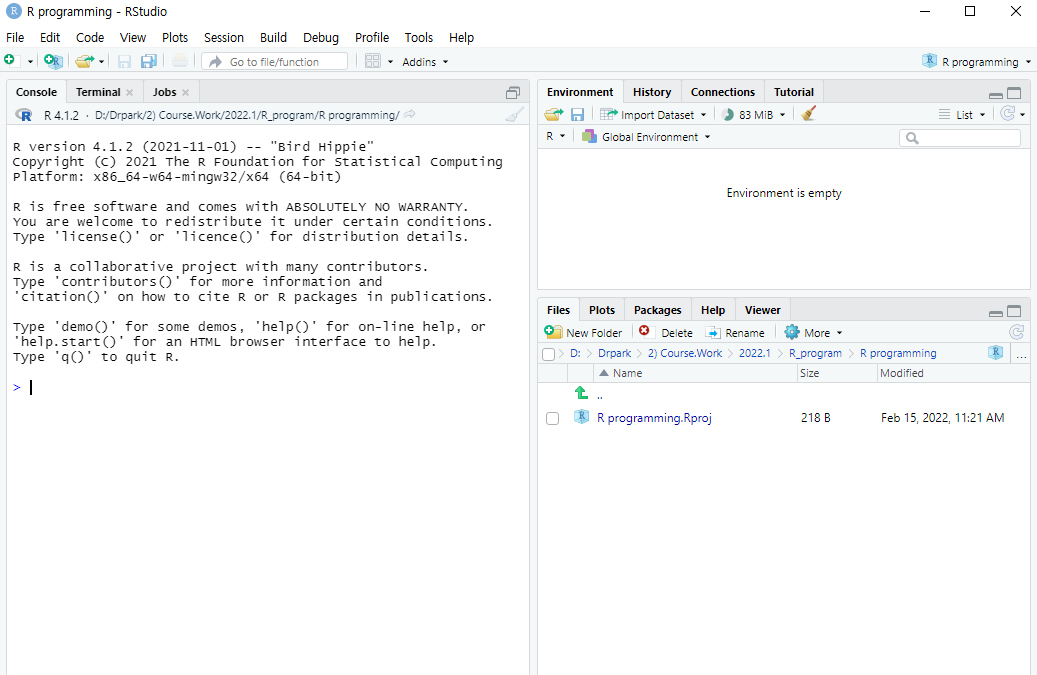 R programming - RStudio
File Edit Code View Plots Session Build Debug Profile Tools Help
Go to file/function Addins R programming
Console Terminal Jobs
R 4.1.2 · D:/Drpark/2) Course.Work/2022.1/R_program/R programming/
R version 4.1.2 (2021-11-01) -- "Bird Hippie"
Copyright (C) 2021 The R Foundation for Statistical Computing
Platform: x86_64-w64-mingw32/x64 (64-bit)
R is free software and comes with ABSOLUTELY NO WARRANTY.
You are welcome to redistribute it under certain conditions.
Type 'license()' or 'licence()' for distribution details.
R is a collaborative project with many contributors.
Type 'contributors()' for more information and
'citation()' on how to cite R or R packages in publications.
Type 'demo()' for some demos, 'help()' for on-line help, or
'help.start()' for an HTML browser interface to help.
Type 'q()' to quit R.
>
Environment History Connections Tutorial
Import Dataset 83 MiB List
R Global Environment
Environment is empty
Files Plots Packages Help Viewer
New Folder Delete Rename More
D: Drpark 2) Course.Work 2022.1 R_program R programming R ...
Name Size Modified
..
R programming.Rproj 218 B Feb 15, 2022, 11:21 AM